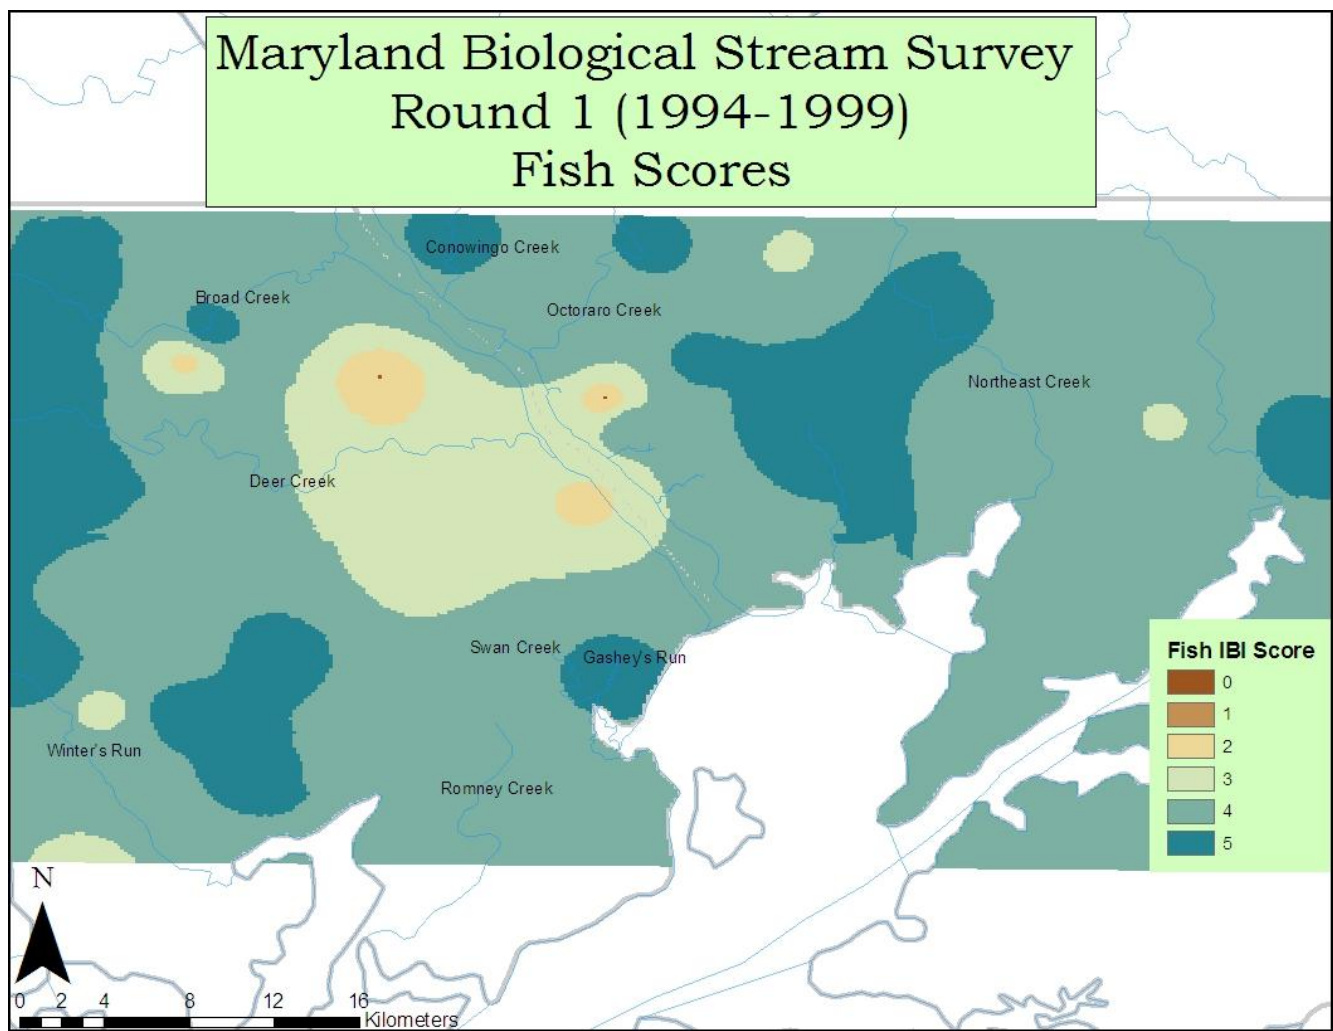 Maryland Biological Stream Survey
Round 1 (1994-1999)
Fish Scores
Conowingo Creek
Broad Creek
Octoraro Creek
Northeast Creek
Deer Creek
Swan Creek
Gashey's Run
Winter's Run
Romney Creek
Fish IBI Score
0
1
2
3
4
5
N
0 2 4 8 12 16
Kilometers